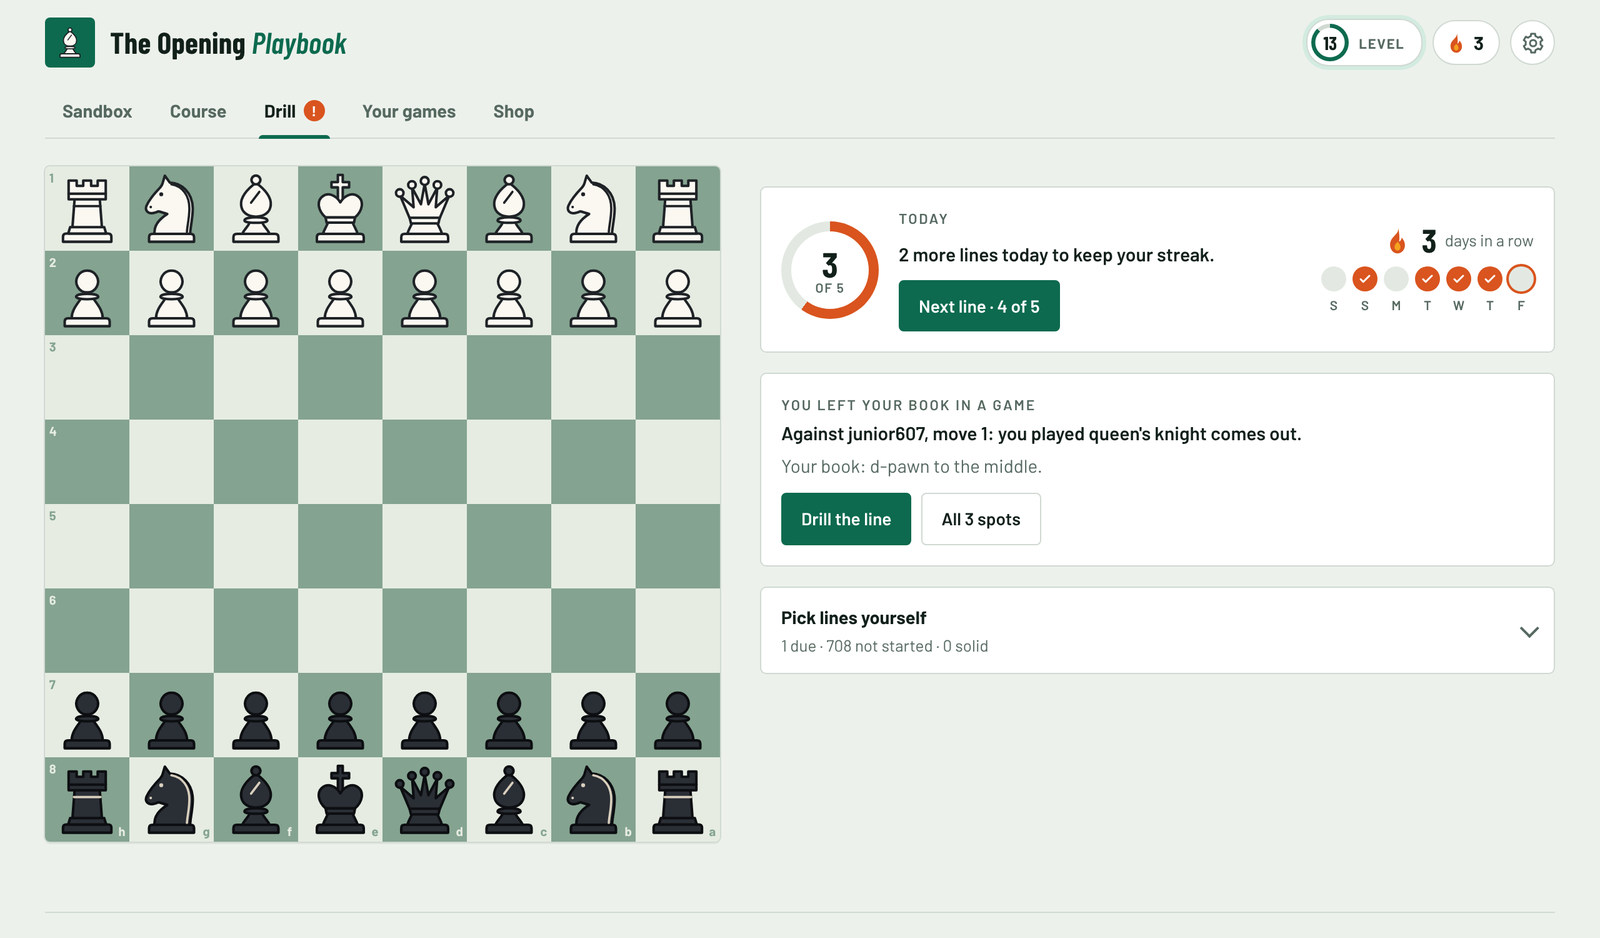 The Opening Playbook
13 LEVEL
3
Sandbox Course Drill ! Your games Shop
1
2
3
4
5
6
7
8
h g f e d c b a
TODAY
3
OF 5
2 more lines today to keep your streak.
Next line · 4 of 5
3 days in a row
S S M T W T F
YOU LEFT YOUR BOOK IN A GAME
Against junior607, move 1: you played queen's knight comes out.
Your book: d-pawn to the middle.
Drill the line
All 3 spots
Pick lines yourself
1 due · 708 not started · 0 solid